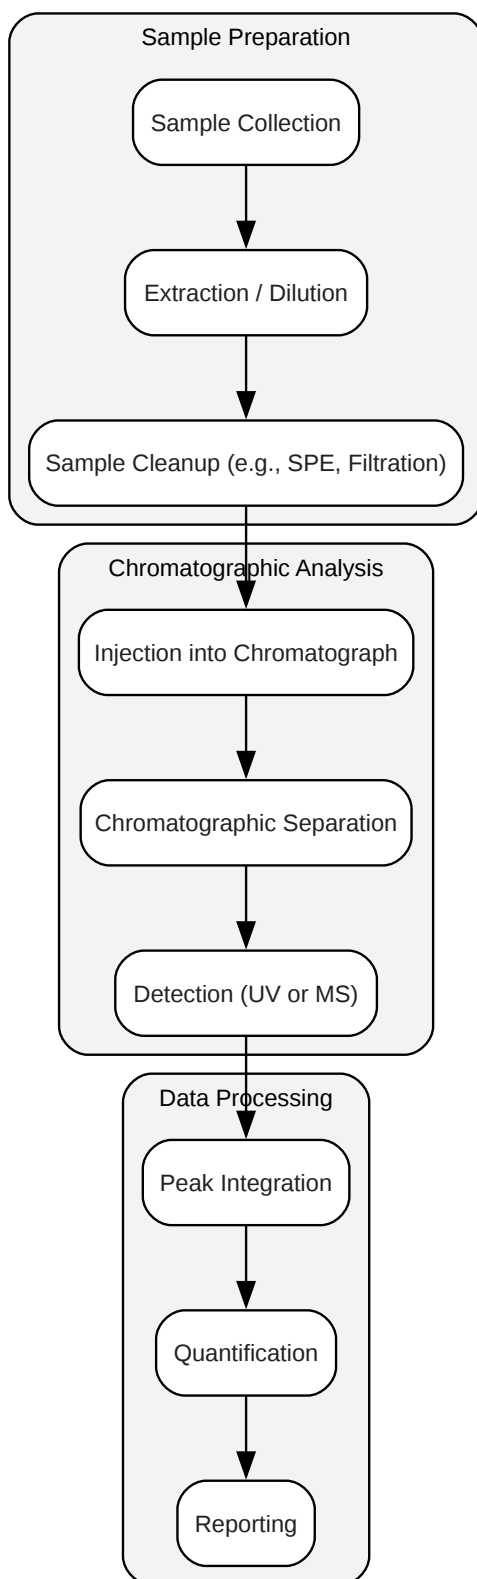 Sample Preparation
Sample Collection
Extraction / Dilution
Sample Cleanup (e.g., SPE, Filtration)
Chromatographic Analysis
Injection into Chromatograph
Chromatographic Separation
Detection (UV or MS)
Data Processing
Peak Integration
Quantification
Reporting